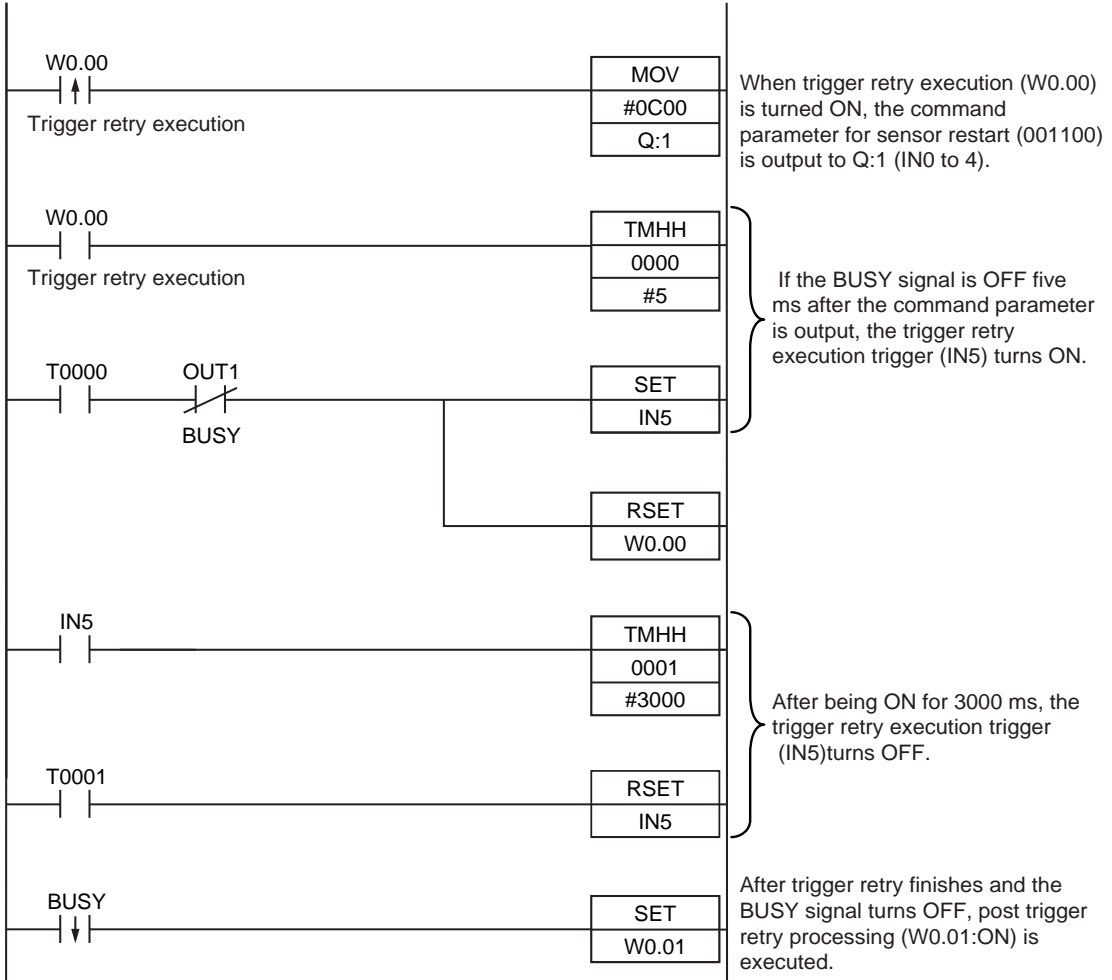 W0.00
Trigger retry execution
MOV
#0C00
Q:1
When trigger retry execution (W0.00)
is turned ON, the command
parameter for sensor restart (001100)
is output to Q:1 (IN0 to 4).
W0.00
Trigger retry execution
TMHH
0000
#5
If the BUSY signal is OFF five
ms after the command parameter
is output, the trigger retry
execution trigger (IN5) turns ON.
T0000
OUT1
BUSY
SET
IN5
RSET
W0.00
IN5
TMHH
0001
#3000
After being ON for 3000 ms, the
trigger retry execution trigger
(IN5)turns OFF.
T0001
RSET
IN5
BUSY
SET
W0.01
After trigger retry finishes and the
BUSY signal turns OFF, post trigger
retry processing (W0.01:ON) is
executed.